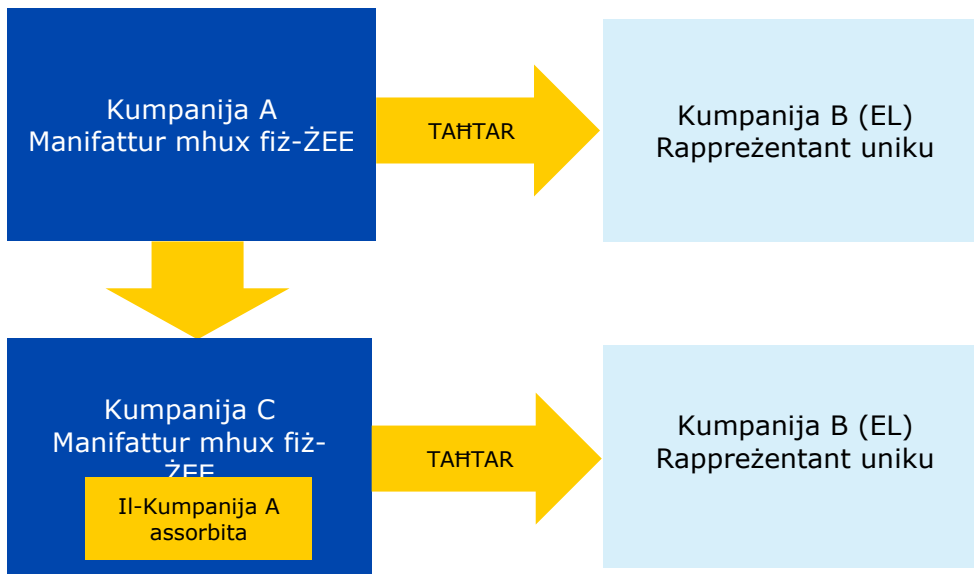 Kumpanija A
Manifattur mhux fiż-ŻEE
TAĦTAR
Kumpanija B (EL)
Rappreżentant uniku
Kumpanija C
Manifattur mhux fiż-
ŻEE
Il-Kumpanija A
assorbita
TAĦTAR
Kumpanija B (EL)
Rappreżentant uniku